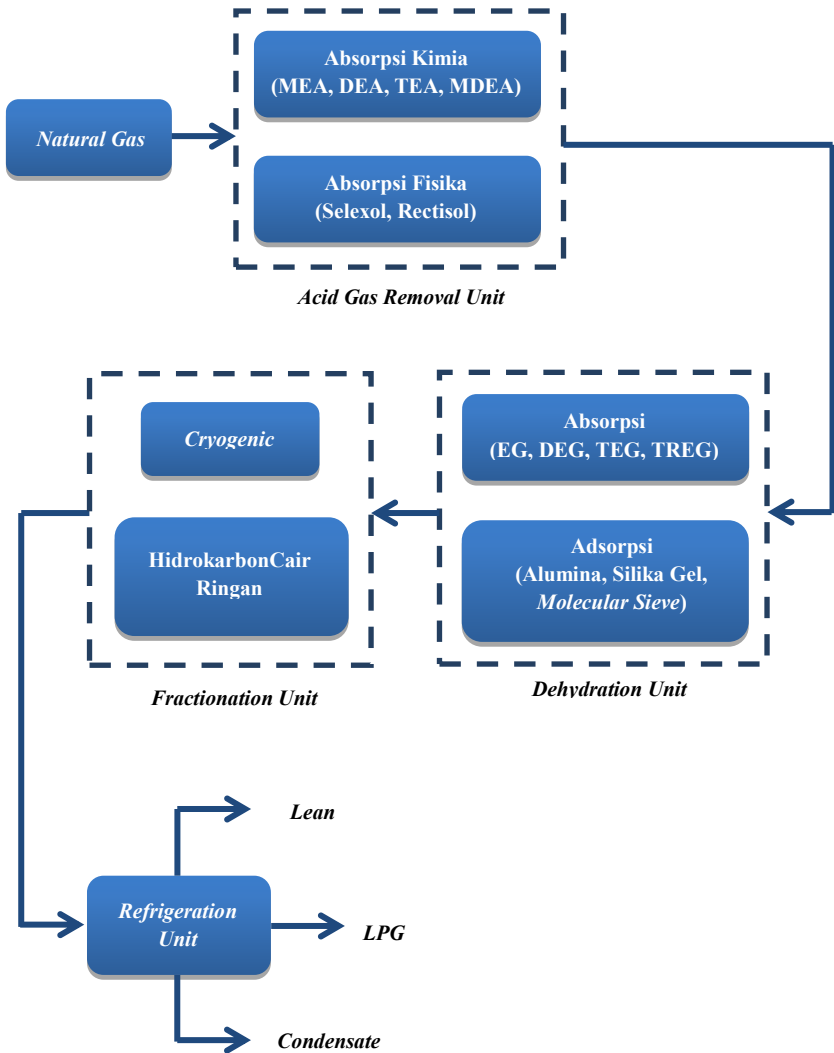 Absorpsi Kimia
(MEA, DEA, TEA, MDEA)
Natural Gas
Absorpsi Fisika
(Selexol, Rectisol)
Acid Gas Removal Unit
Absorpsi
(EG, DEG, TEG, TREG)
Adsorpsi
(Alumina, Silika Gel,
Molecular Sieve)
Dehydration Unit
Cryogenic
HidrokarbonCair
Ringan
Fractionation Unit
Refrigeration
Unit
Lean
LPG
Condensate